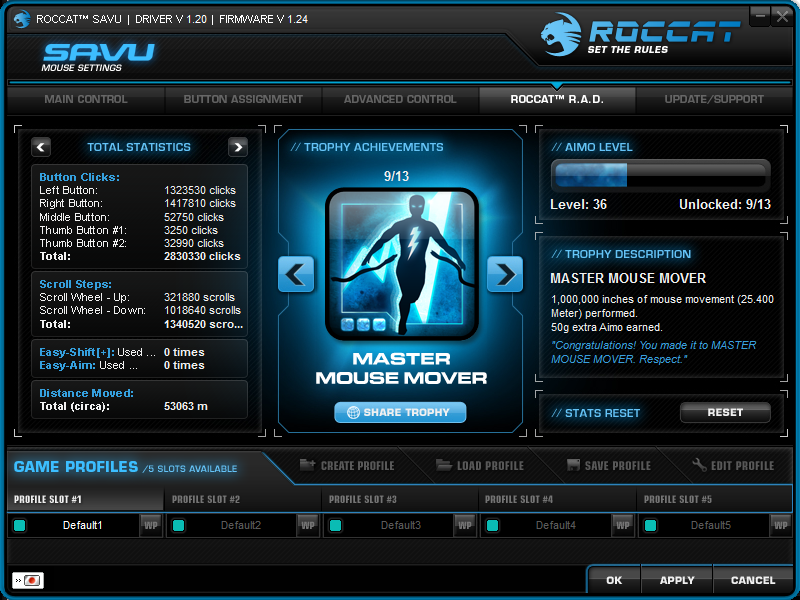 ROCCAT™ SAVU | DRIVER V 1.20 | FIRMWARE V 1.24
ROCCAT
SET THE RULES
SAVU
MOUSE SETTINGS
MAIN CONTROL
BUTTON ASSIGNMENT
ADVANCED CONTROL
ROCCAT™ R.A.D.
UPDATE/SUPPORT
TOTAL STATISTICS
Button Clicks:
Left Button: 1323530 clicks
Right Button: 1417810 clicks
Middle Button: 52750 clicks
Thumb Button #1: 3250 clicks
Thumb Button #2: 32990 clicks
Total: 2830330 clicks
Scroll Steps:
Scroll Wheel - Up: 321880 scrolls
Scroll Wheel - Down: 1018640 scrolls
Total: 1340520 scro...
Easy-Shift[+]: Used ... 0 times
Easy-Aim: Used ... 0 times
Distance Moved:
Total (circa): 53063 m
// TROPHY ACHIEVEMENTS
9/13
MASTER
MOUSE MOVER
SHARE TROPHY
// AIMO LEVEL
Level: 36 Unlocked: 9/13
// TROPHY DESCRIPTION
MASTER MOUSE MOVER
1,000,000 inches of mouse movement (25.400
Meter) performed.
50g extra Aimo earned.
"Congratulations! You made it to MASTER
MOUSE MOVER. Respect."
// STATS RESET
RESET
GAME PROFILES /5 SLOTS AVAILABLE
CREATE PROFILE
LOAD PROFILE
SAVE PROFILE
EDIT PROFILE
PROFILE SLOT #1
PROFILE SLOT #2
PROFILE SLOT #3
PROFILE SLOT #4
PROFILE SLOT #5
Default1 WP
Default2 WP
Default3 WP
Default4 WP
Default5 WP
OK
APPLY
CANCEL